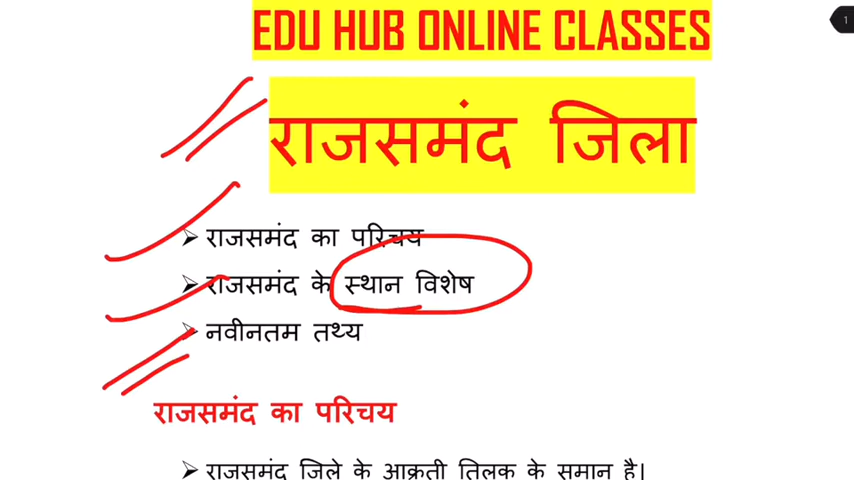 EDU HUB ONLINE CLASSES
1
राजसमंद जिला
राजसमंद का परिचय
राजसमंद के स्थान विशेष
नवीनतम तथ्य
राजसमंद का परिचय
राजसमंद जिले के आक्रती तिलक के समान है।